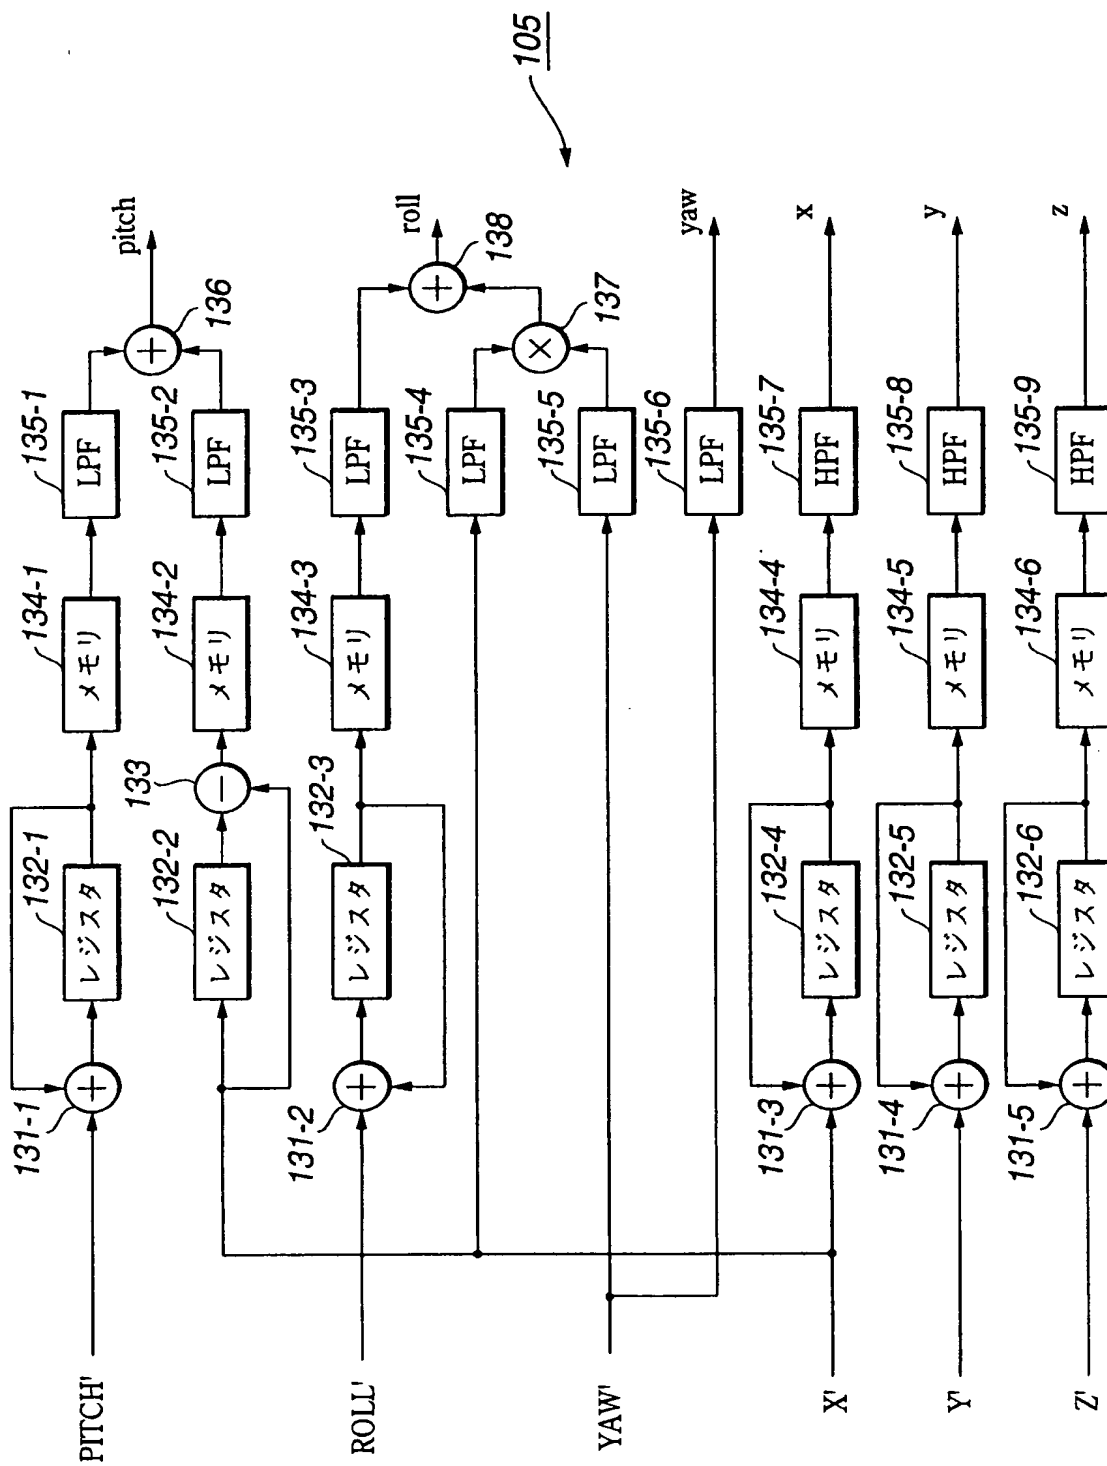 105
PITCH'
131-1
132-1
レジスタ
134-1
メモリ
135-1
LPF
136
pitch
132-2
レジスタ
133
134-2
メモリ
135-2
LPF
ROLL'
131-2
132-3
レジスタ
134-3
メモリ
135-3
LPF
138
roll
135-4
LPF
137
YAW'
135-5
LPF
135-6
LPF
yaw
X'
131-3
132-4
レジスタ
134-4
メモリ
135-7
HPF
x
Y'
131-4
132-5
レジスタ
134-5
メモリ
135-8
HPF
y
Z'
131-5
132-6
レジスタ
134-6
メモリ
135-9
HPF
z